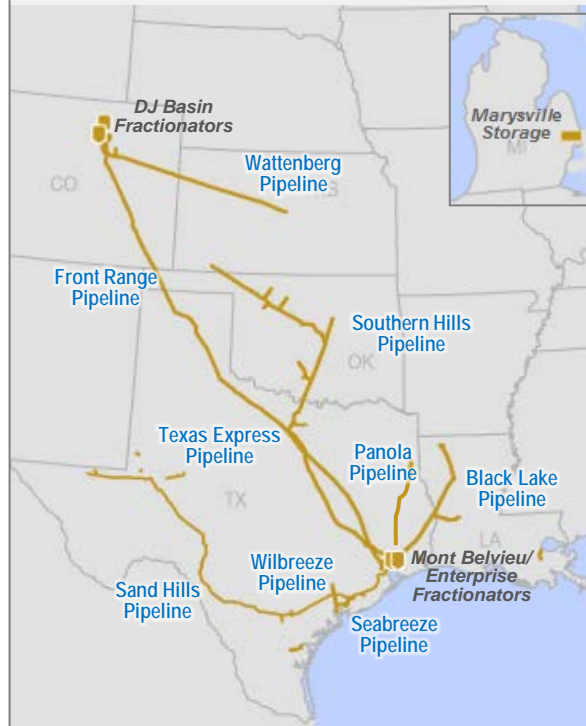 DJ Basin
Fractionators
Marysville
Storage
MI
Wattenberg
Pipeline
KS
CO
Front Range
Pipeline
Southern Hills
Pipeline
OK
Texas Express
Pipeline
Panola
Pipeline
Black Lake
Pipeline
TX
LA
Mont Belvieu/
Enterprise
Fractionators
Wilbreeze
Pipeline
Sand Hills
Pipeline
Seabreeze
Pipeline